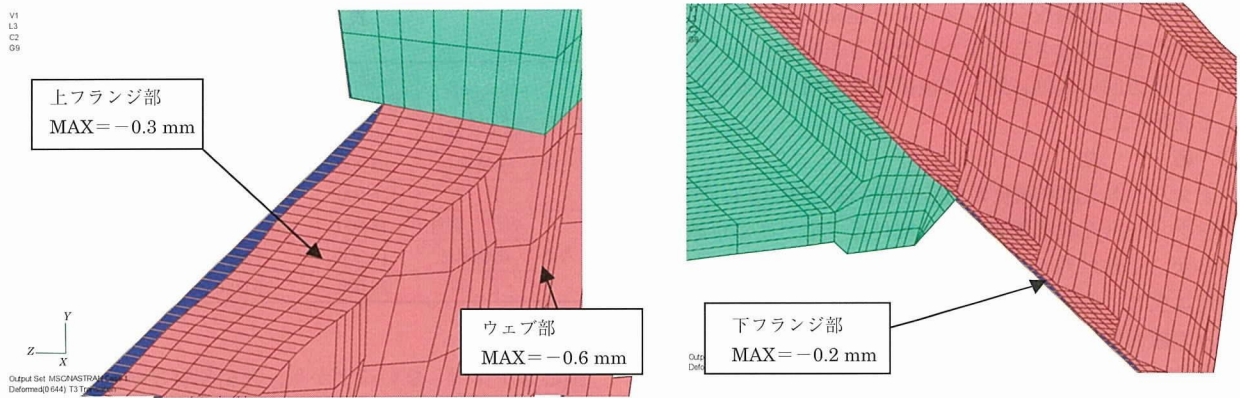 V1
L3
C2
G9
上フランジ部
MAX=−0.3 mm
ウェブ部
MAX=−0.6 mm
Y
Z
X
Output Set MSC/NASTRAN
Deformed(0.644) T3
下フランジ部
MAX=−0.2 mm
Outp
Defo